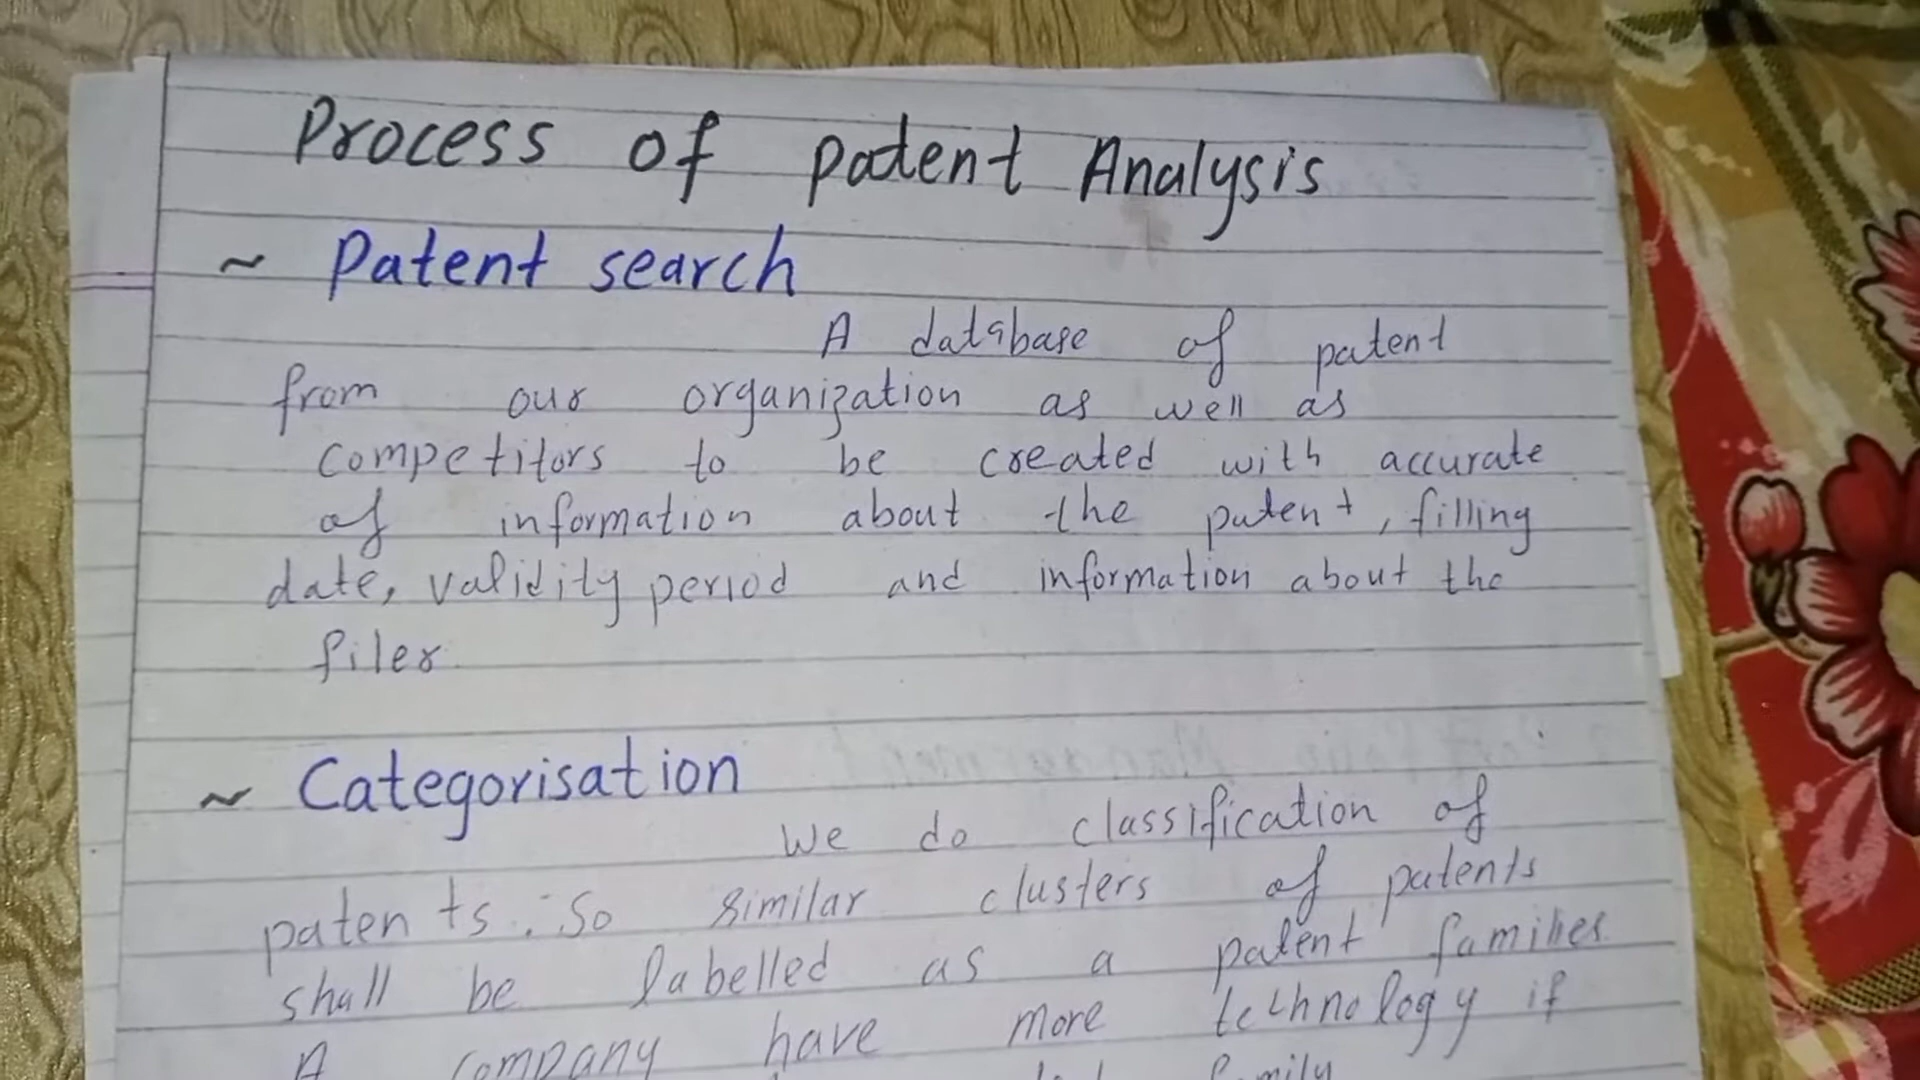 Process of patent Analysis
~ Patent search
A database of patent
from our organization as well as
competitors to be created with accurate
of information about the patent, filling
date, validity period and information about the
filer
~ Categorisation
We do classification of
patents. So similar clusters of patents
shall be labelled as a patent families
A company have more technology if
family